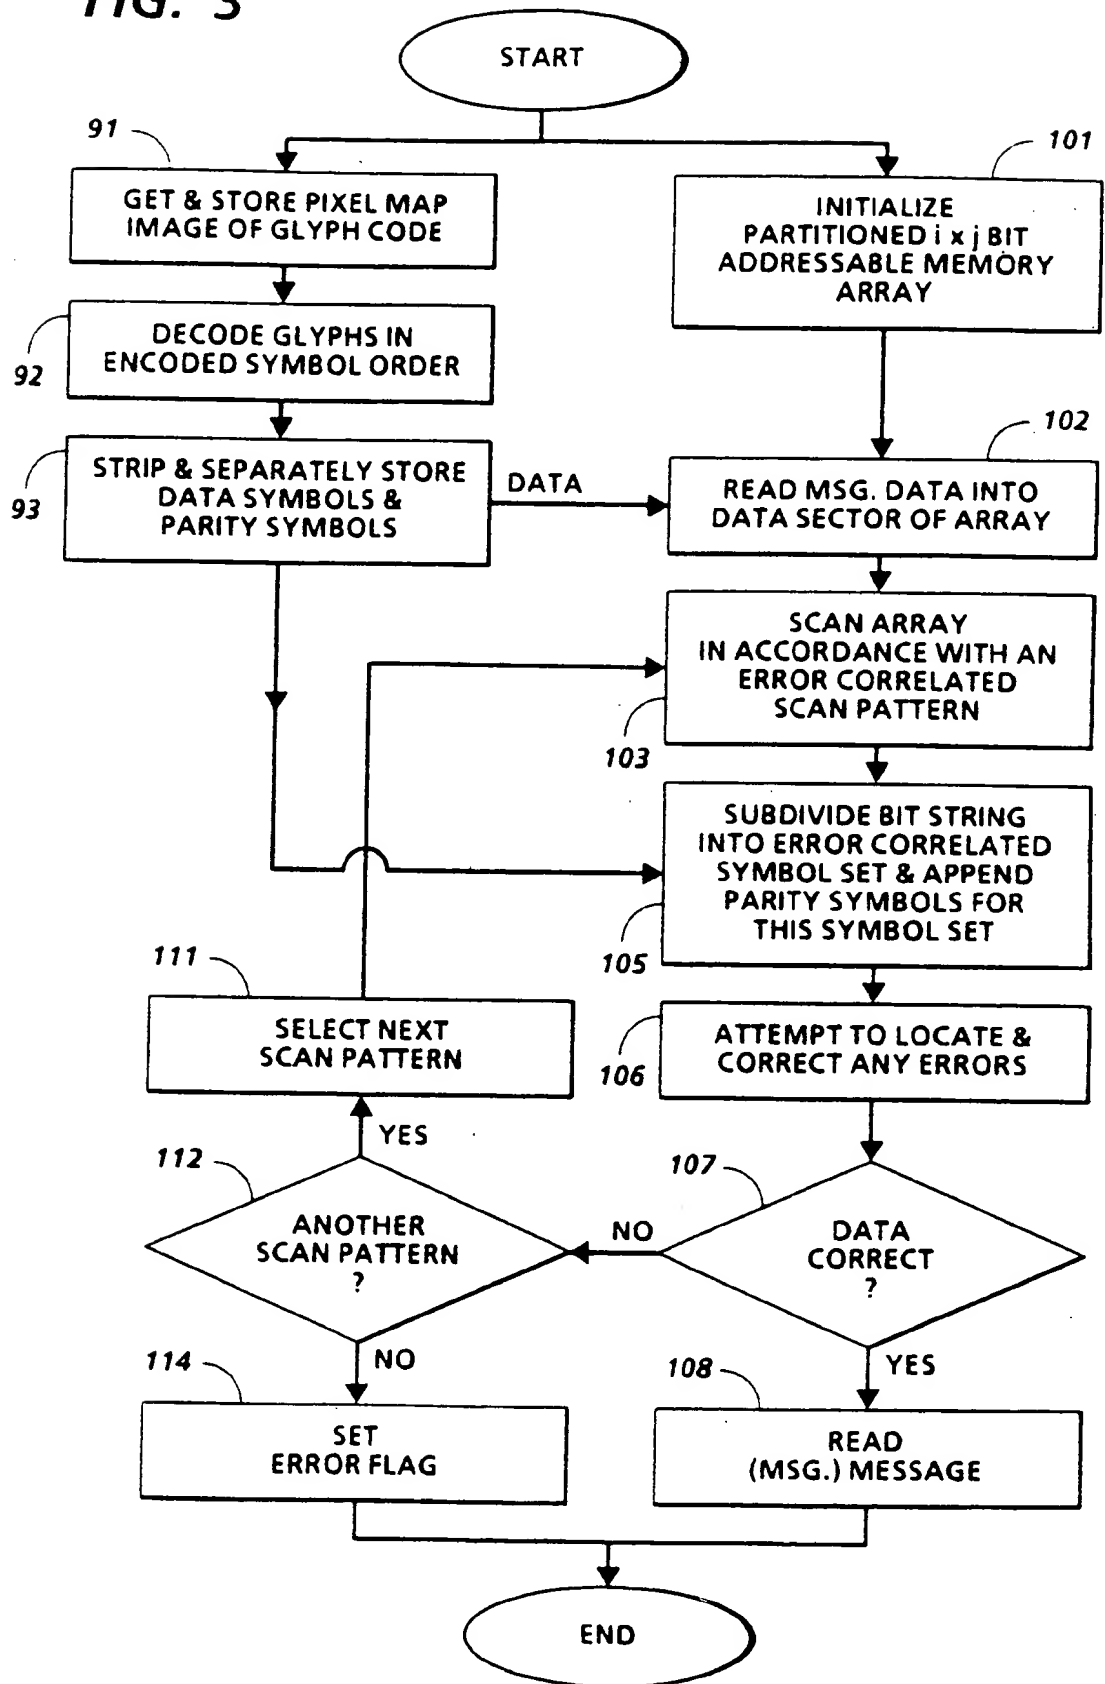 FIG. 3
START
91
GET & STORE PIXEL MAP
IMAGE OF GLYPH CODE
101
INITIALIZE
PARTITIONED i x j BIT
ADDRESSABLE MEMORY
ARRAY
92
DECODE GLYPHS IN
ENCODED SYMBOL ORDER
93
STRIP & SEPARATELY STORE
DATA SYMBOLS &
PARITY SYMBOLS
DATA
102
READ MSG. DATA INTO
DATA SECTOR OF ARRAY
SCAN ARRAY
IN ACCORDANCE WITH AN
ERROR CORRELATED
SCAN PATTERN
103
SUBDIVIDE BIT STRING
INTO ERROR CORRELATED
SYMBOL SET & APPEND
PARITY SYMBOLS FOR
THIS SYMBOL SET
105
111
SELECT NEXT
SCAN PATTERN
ATTEMPT TO LOCATE &
CORRECT ANY ERRORS
106
YES
112
ANOTHER
SCAN PATTERN
?
NO
107
DATA
CORRECT
?
NO
YES
114
SET
ERROR FLAG
108
READ
(MSG.) MESSAGE
END